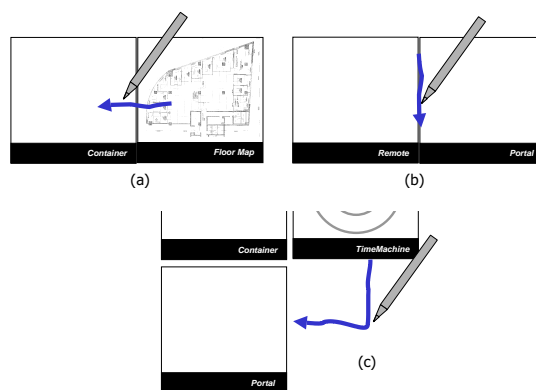 Container
Floor Map
(a)
Remote
Portal
(b)
Container
TimeMachine
Portal
(c)